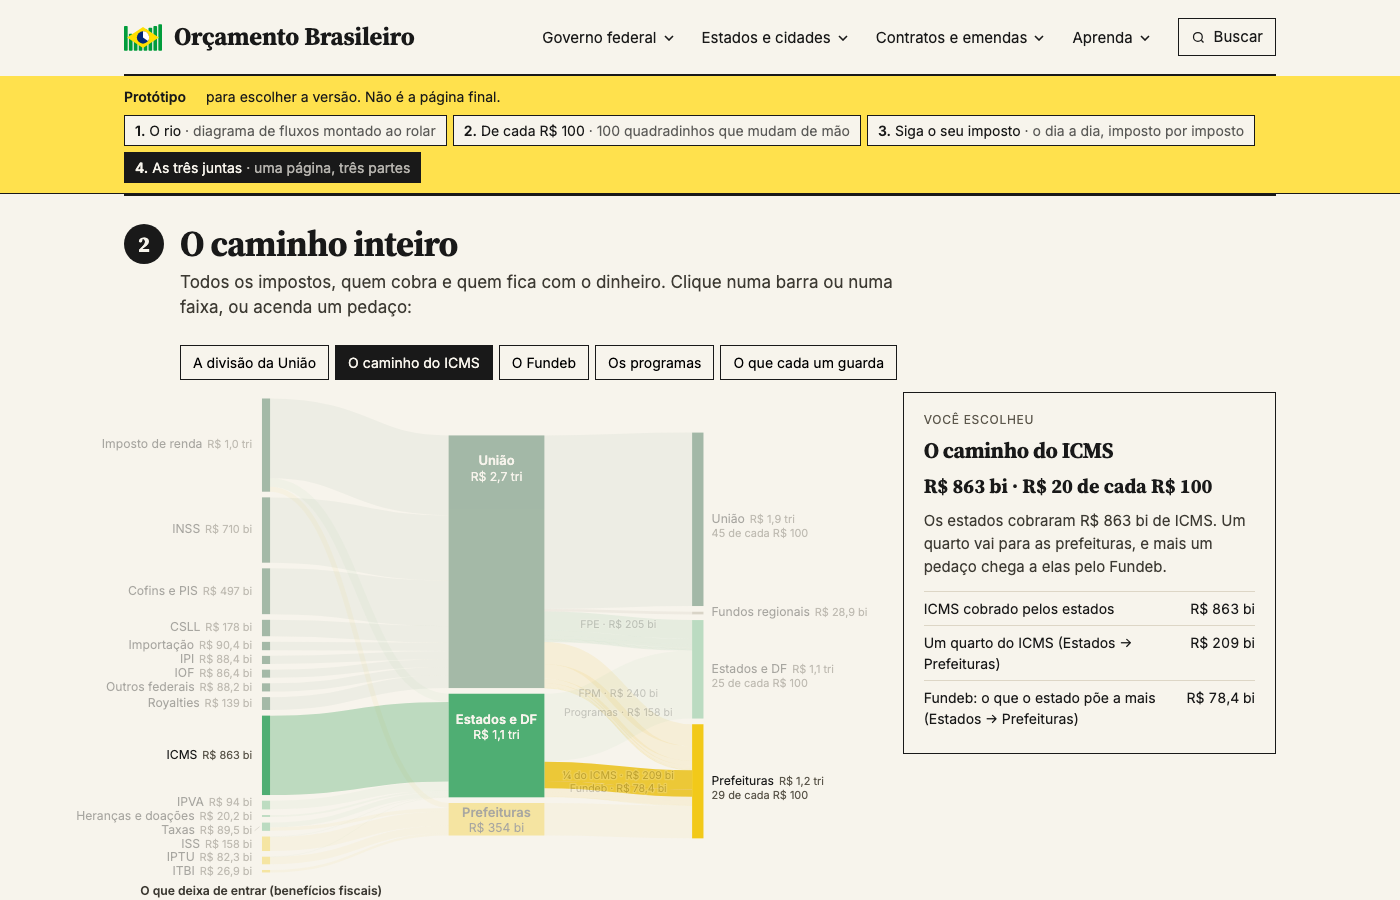 Orçamento Brasileiro
Governo federal
Estados e cidades
Contratos e emendas
Aprenda
Buscar
Protótipo para escolher a versão. Não é a página final.
1. O rio · diagrama de fluxos montado ao rolar
2. De cada R$ 100 · 100 quadradinhos que mudam de mão
3. Siga o seu imposto · o dia a dia, imposto por imposto
4. As três juntas · uma página, três partes
2 O caminho inteiro
Todos os impostos, quem cobra e quem fica com o dinheiro. Clique numa barra ou numa
faixa, ou acenda um pedaço:
A divisão da União
O caminho do ICMS
O Fundeb
Os programas
O que cada um guarda
Imposto de renda R$ 1,0 tri
INSS R$ 710 bi
Cofins e PIS R$ 497 bi
CSLL R$ 178 bi
Importação R$ 90,4 bi
IPI R$ 88,4 bi
IOF R$ 86,4 bi
Outros federais R$ 88,2 bi
Royalties R$ 139 bi
ICMS R$ 863 bi
IPVA R$ 94 bi
Heranças e doações R$ 20,2 bi
Taxas R$ 89,5 bi
ISS R$ 158 bi
IPTU R$ 82,3 bi
ITBI R$ 26,9 bi
O que deixa de entrar (benefícios fiscais)
União
R$ 2,7 tri
Estados e DF
R$ 1,1 tri
Prefeituras
R$ 354 bi
FPE · R$ 205 bi
FPM · R$ 240 bi
Programas · R$ 158 bi
¼ do ICMS · R$ 209 bi
Fundeb · R$ 78,4 bi
União R$ 1,9 tri
45 de cada R$ 100
Fundos regionais R$ 28,9 bi
Estados e DF R$ 1,1 tri
25 de cada R$ 100
Prefeituras R$ 1,2 tri
29 de cada R$ 100
VOCÊ ESCOLHEU
O caminho do ICMS
R$ 863 bi · R$ 20 de cada R$ 100
Os estados cobraram R$ 863 bi de ICMS. Um
quarto vai para as prefeituras, e mais um
pedaço chega a elas pelo Fundeb.
ICMS cobrado pelos estados R$ 863 bi
Um quarto do ICMS (Estados → R$ 209 bi
Prefeituras)
Fundeb: o que o estado põe a mais R$ 78,4 bi
(Estados → Prefeituras)